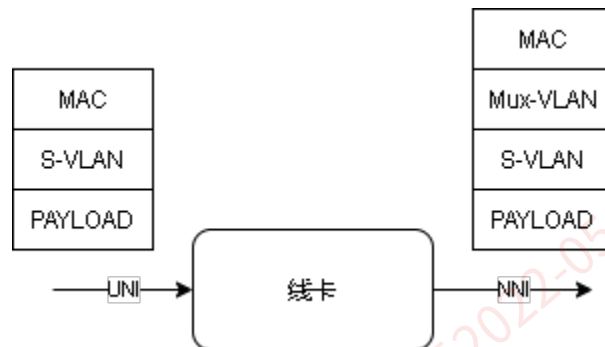 MAC
S-VLAN
PAYLOAD
MAC
Mux-VLAN
S-VLAN
PAYLOAD
UNI
线卡
NNI